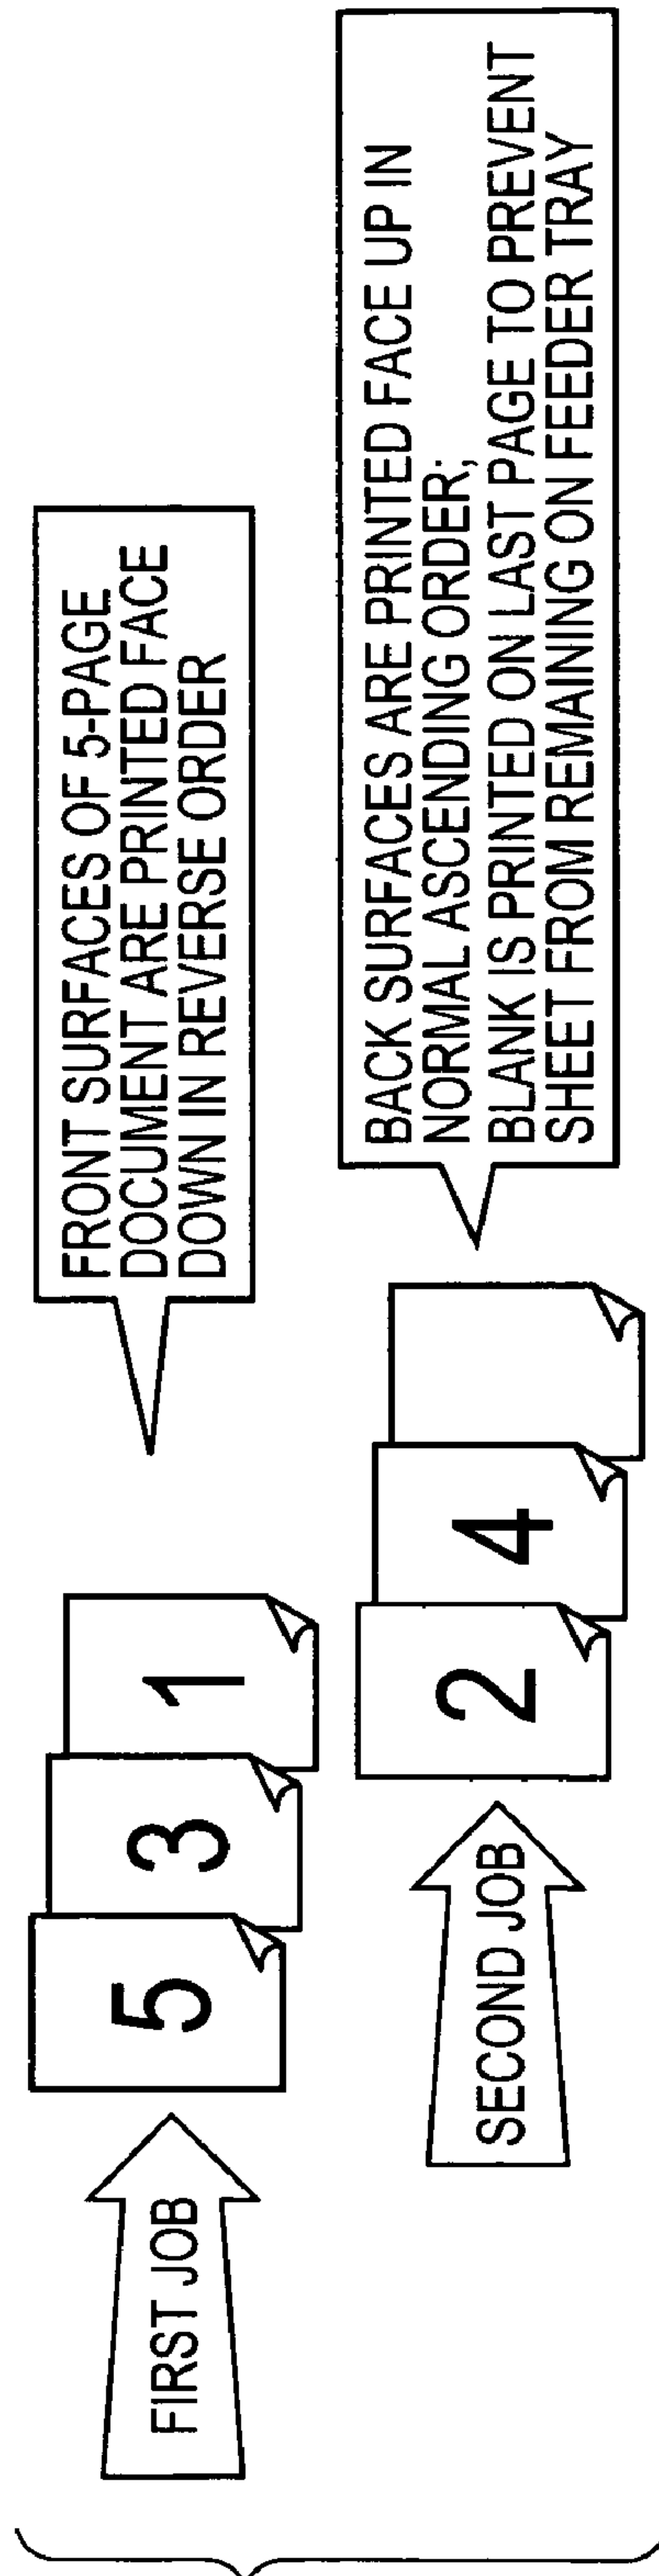 FIRST JOB
5
3
1
FRONT SURFACES OF 5-PAGE
DOCUMENT ARE PRINTED FACE
DOWN IN REVERSE ORDER
SECOND JOB
2
4
BACK SURFACES ARE PRINTED FACE UP IN
NORMAL ASCENDING ORDER;
BLANK IS PRINTED ON LAST PAGE TO PREVENT
SHEET FROM REMAINING ON FEEDER TRAY